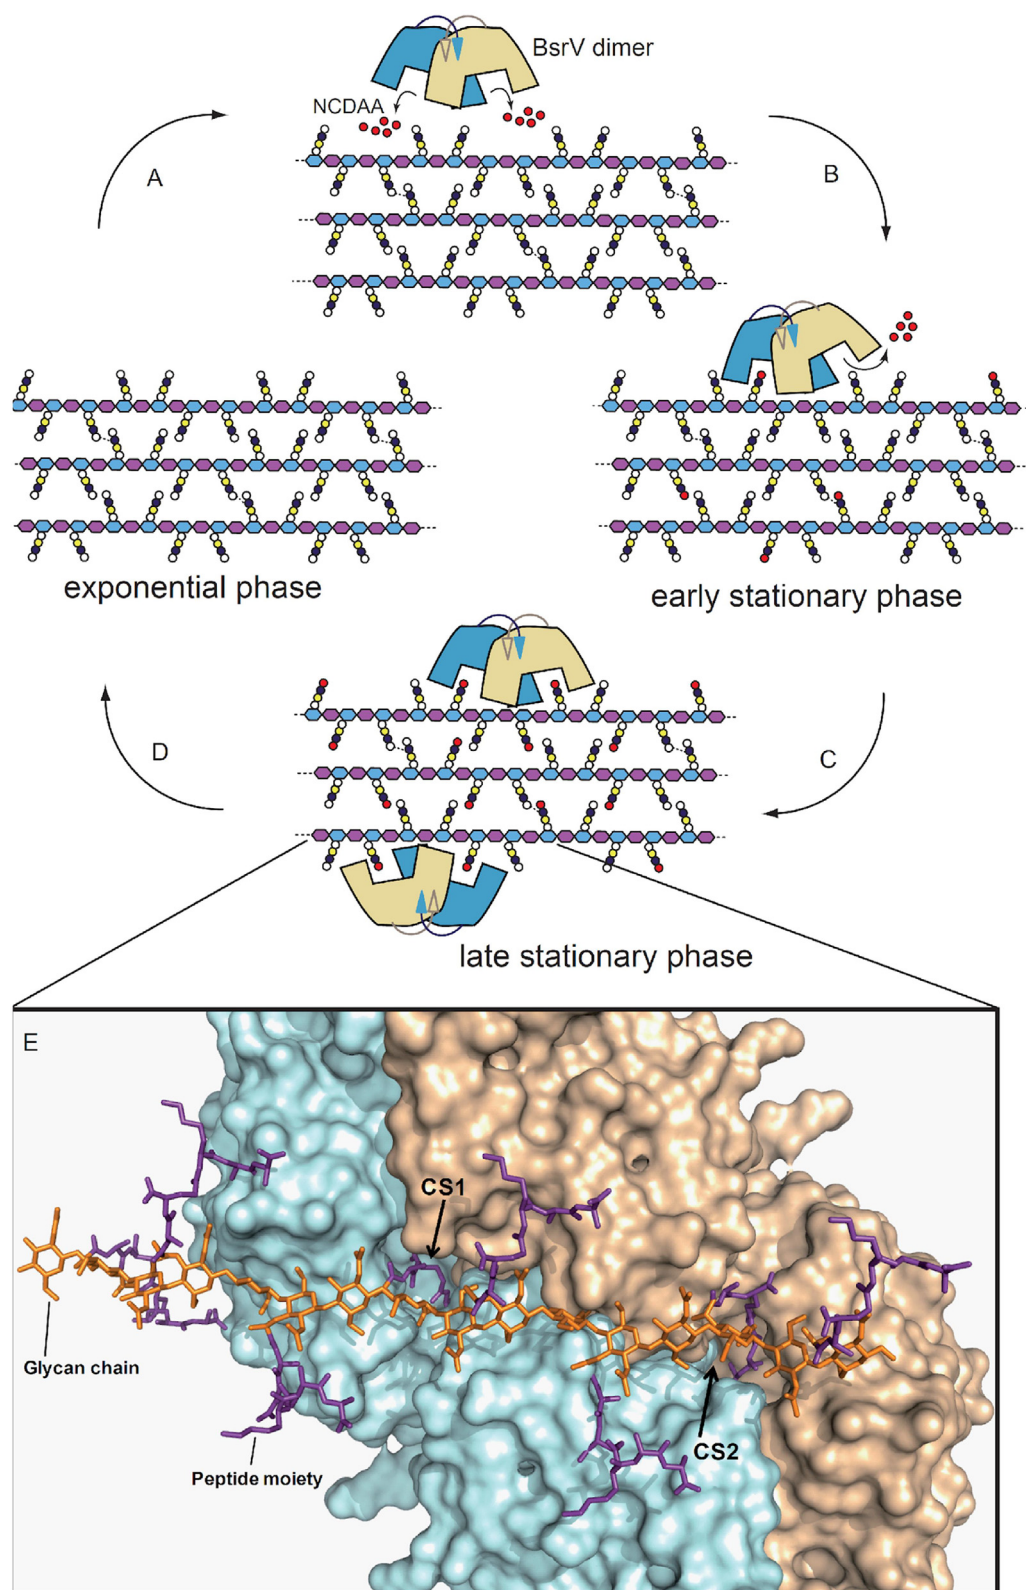 BsrV dimer
NCDAA
A
B
exponential phase
early stationary phase
D
C
late stationary phase
E
CS1
Glycan chain
CS2
Peptide moiety